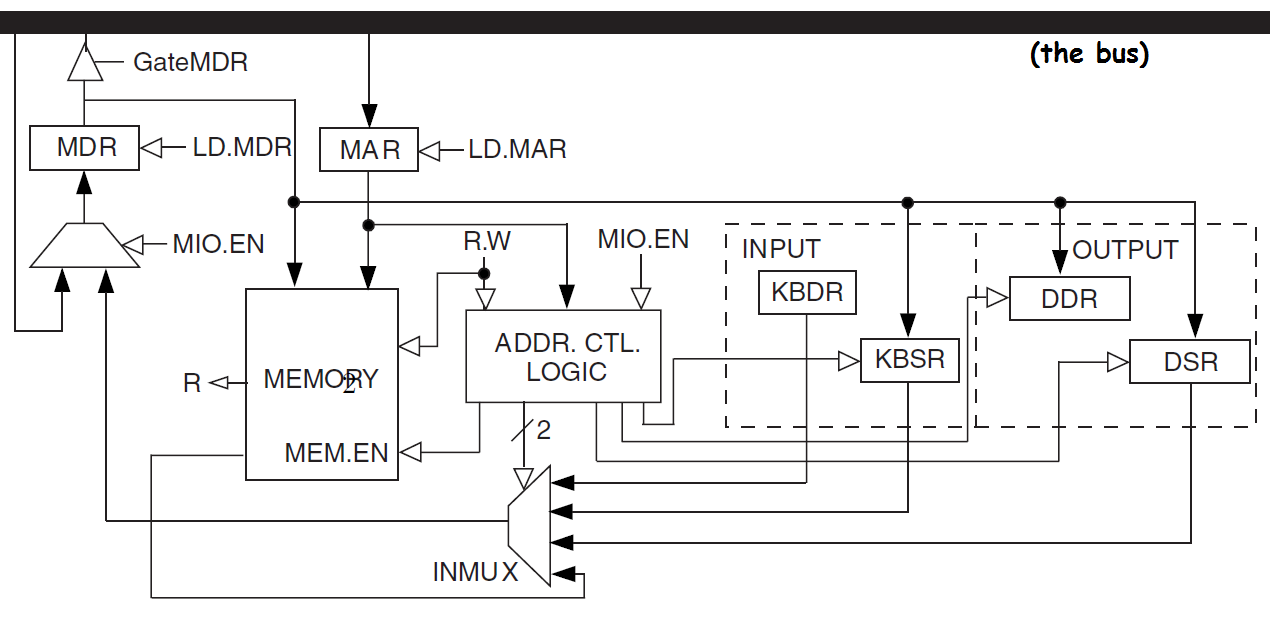 (the bus)
GateMDR
MDR
LD.MDR
MAR
LD.MAR
MIO.EN
R.W
MIO.EN
INPUT
OUTPUT
KBDR
DDR
ADDR. CTL.
LOGIC
KBSR
DSR
R
MEMORY
2
2
MEM.EN
INMUX